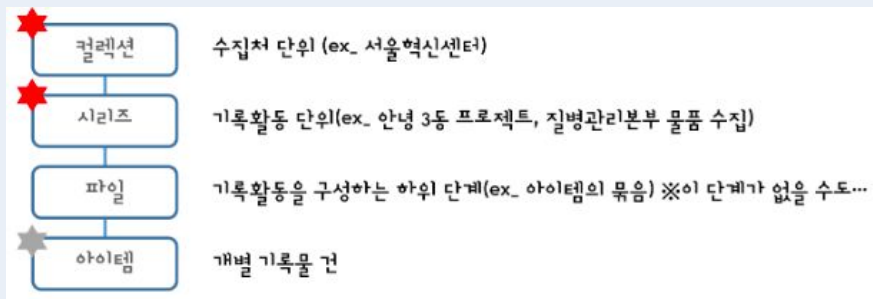 컬렉션 수집처 단위 (ex_ 서울혁신센터)
시리즈 기록활동 단위(ex_ 안녕 3동 프로젝트, 질병관리본부 물품 수집)
파일 기록활동을 구성하는 하위 단계(ex_ 아이템의 묶음) ※이 단계가 없을 수도…
아이템 개별 기록물 건